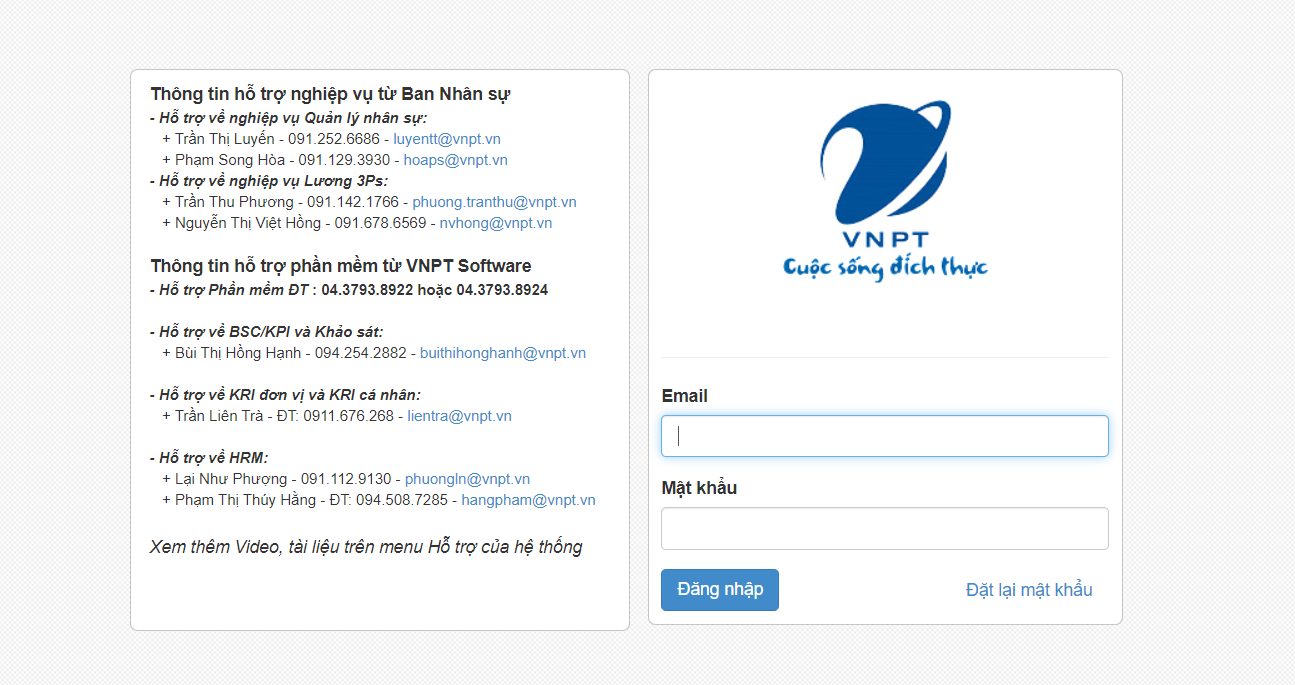 Thông tin hỗ trợ nghiệp vụ từ Ban Nhân sự
- Hỗ trợ về nghiệp vụ Quản lý nhân sự:
+ Trần Thị Luyến - 091.252.6686 - luyentt@vnpt.vn
+ Phạm Song Hòa - 091.129.3930 - hoaps@vnpt.vn
- Hỗ trợ về nghiệp vụ Lương 3Ps:
+ Trần Thu Phương - 091.142.1766 - phuong.tranthu@vnpt.vn
+ Nguyễn Thị Việt Hồng - 091.678.6569 - nvhong@vnpt.vn
Thông tin hỗ trợ phần mềm từ VNPT Software
- Hỗ trợ Phần mềm ĐT : 04.3793.8922 hoặc 04.3793.8924
- Hỗ trợ về BSC/KPI và Khảo sát:
+ Bùi Thị Hồng Hạnh - 094.254.2882 - buithihonghanh@vnpt.vn
- Hỗ trợ về KRI đơn vị và KRI cá nhân:
+ Trần Liên Trà - ĐT: 0911.676.268 - lientra@vnpt.vn
- Hỗ trợ về HRM:
+ Lại Như Phượng - 091.112.9130 - phuongln@vnpt.vn
+ Phạm Thị Thúy Hằng - ĐT: 094.508.7285 - hangpham@vnpt.vn
Xem thêm Video, tài liệu trên menu Hỗ trợ của hệ thống
VNPT
Cuộc sống đích thực
Email
Mật khẩu
Đăng nhập
Đặt lại mật khẩu